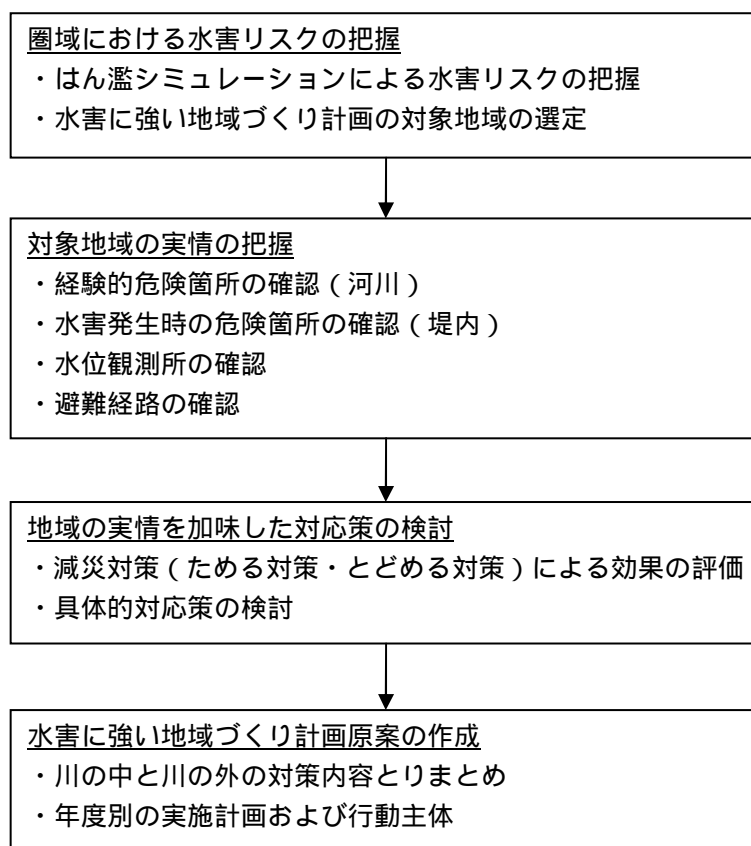 圏域における水害リスクの把握
・はん濫シミュレーションによる水害リスクの把握
・水害に強い地域づくり計画の対象地域の選定
対象地域の実情の把握
・経験的危険箇所の確認（河川）
・水害発生時の危険箇所の確認（堤内）
・水位観測所の確認
・避難経路の確認
地域の実情を加味した対応策の検討
・減災対策（ためる対策・とどめる対策）による効果の評価
・具体的対応策の検討
水害に強い地域づくり計画原案の作成
・川の中と川の外の対策内容とりまとめ
・年度別の実施計画および行動主体